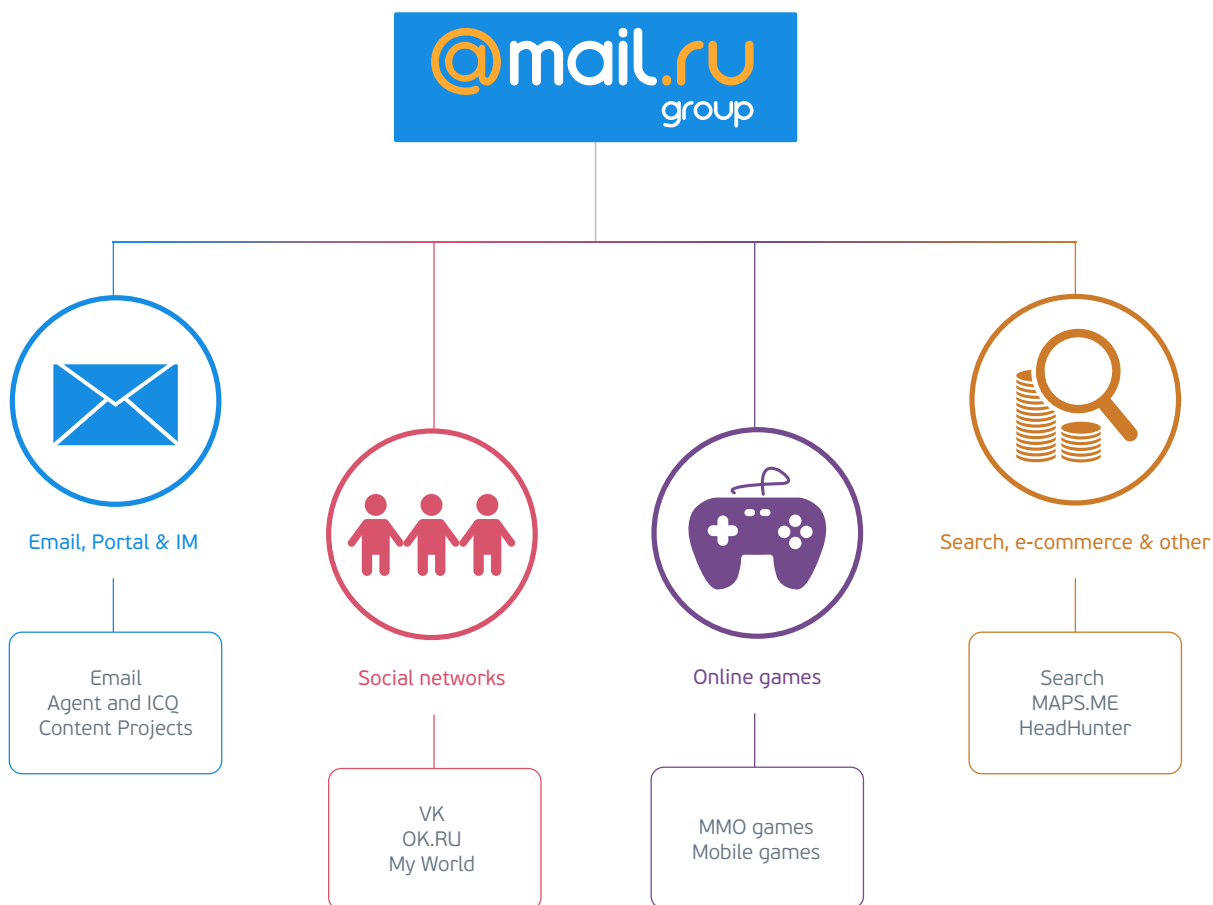 @mail.ru
group
Email, Portal & IM
Email
Agent and ICQ
Content Projects
Social networks
VK
OK.RU
My World
Online games
MMO games
Mobile games
Search, e-commerce & other
Search
MAPS.ME
HeadHunter